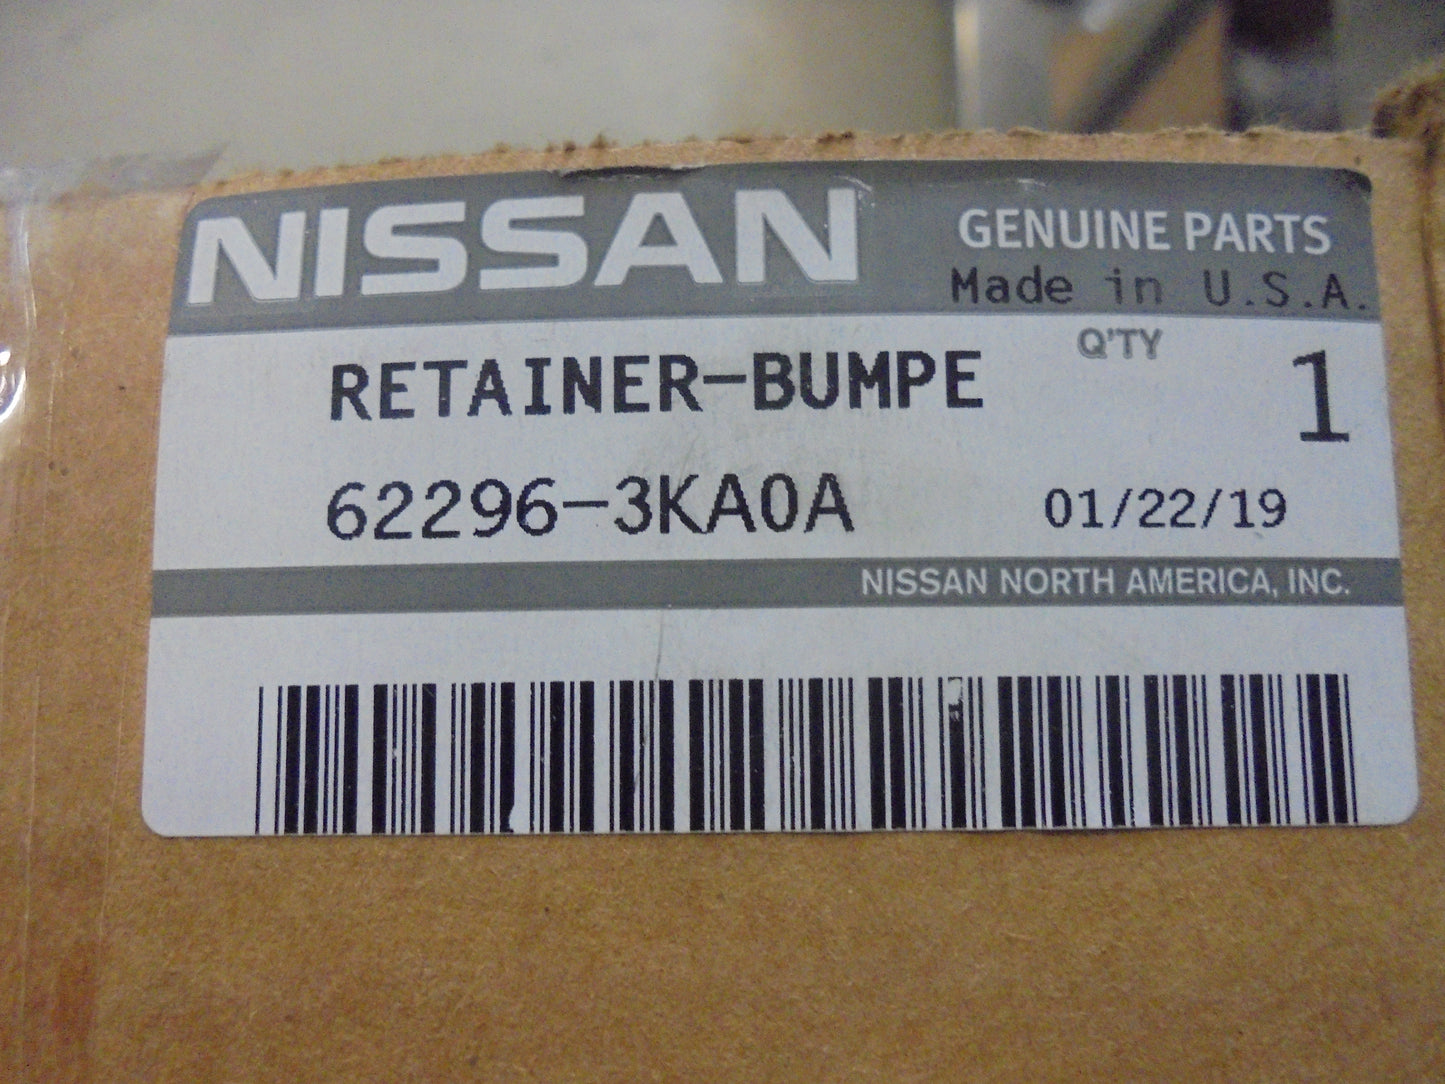 NISSAN
GENUINE PARTS
Made in U.S.A.
Q'TY
RETAINER-BUMPE
1
62296-3KA0A
01/22/19
NISSAN NORTH AMERICA, INC.